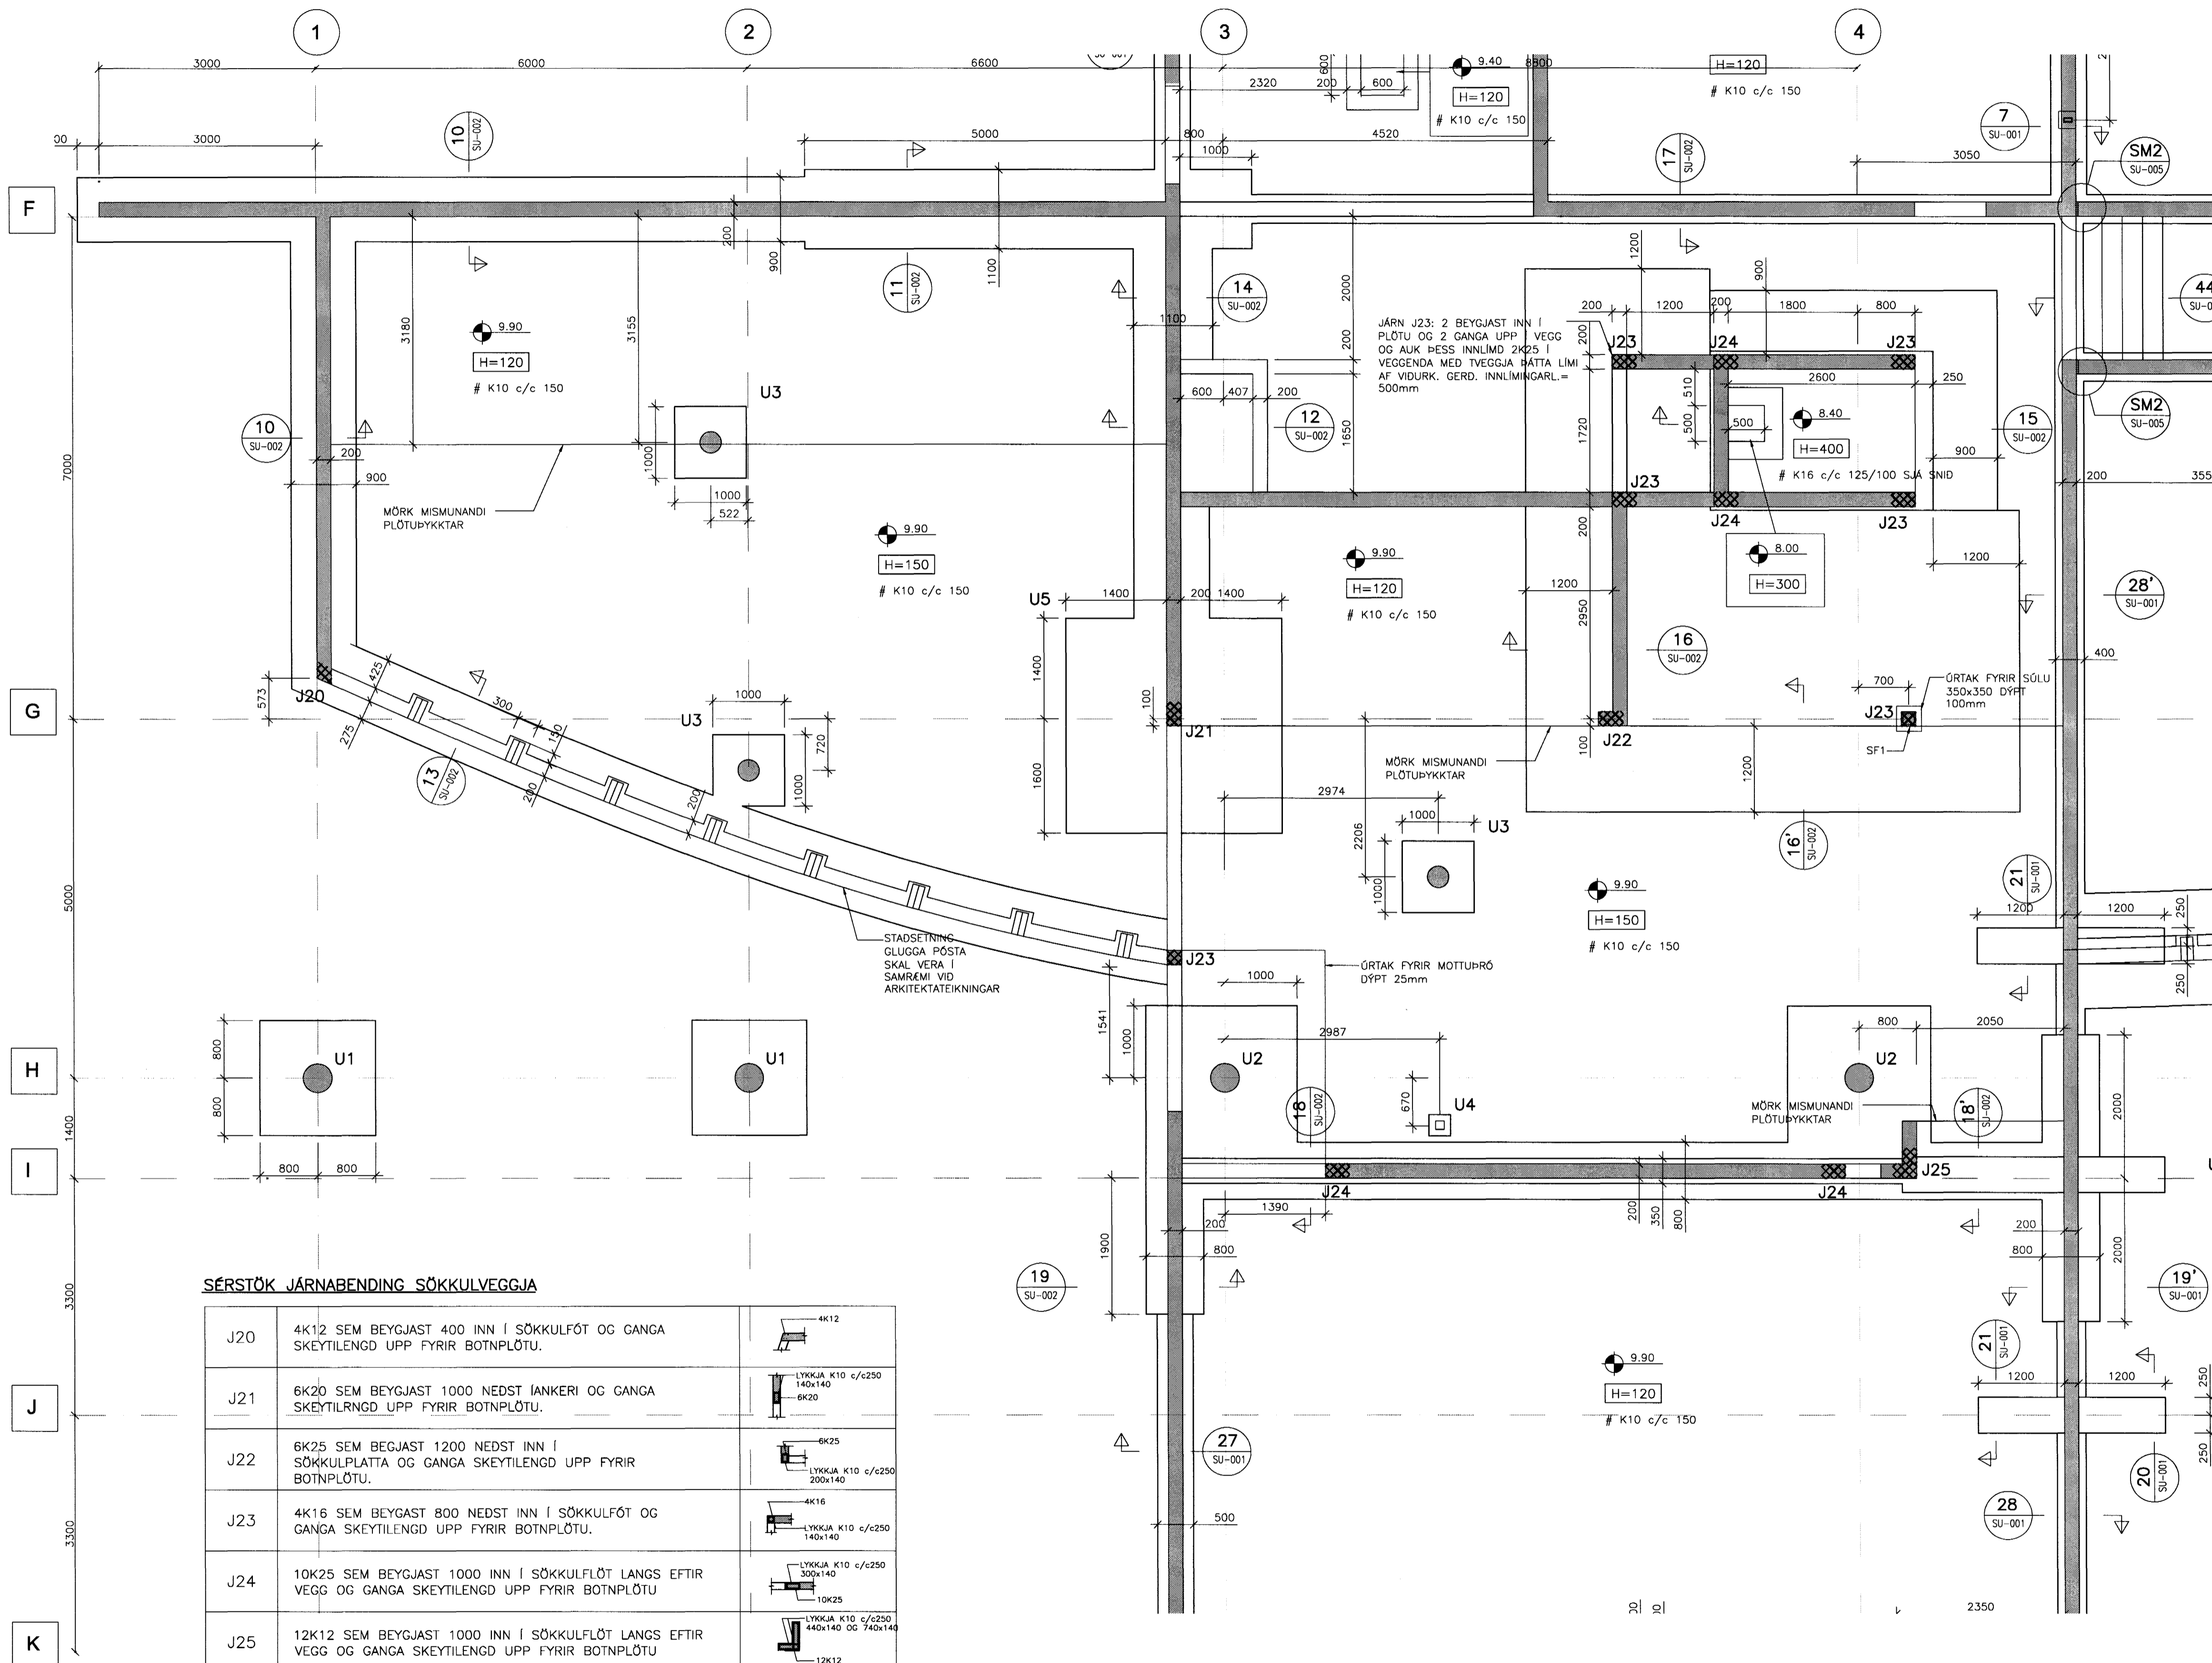 1
2
3
4
3000
6000
6600
8800
SU-001
600
9.40
H=120
# K10 c/c 150
H=120
# K10 c/c 150
2320
200
600
3000
10
SU-002
5000
800
4520
1000
17
SU-002
7
SU-001
3050
SM2
SU-005
F
200
900
1100
3180
3155
11
SU-002
14
SU-002
1100
2000
200
1200
900
15
SU-002
9.90
H=120
# K10 c/c 150
JÁRN J23: 2 BEYGJAST INN Í
PLÖTU OG 2 GANGA UPP Í VEGG
OG AUK ÞESS INNLÍMD 2K25 Í
VEGGENDA MED TVEGGJA ÞÁTTA LÍMI
AF VIDURK. GERD. INNLÍMINGARL.=
500mm
200
1200
200
1800
800
200
J23
J24
J23
2600
250
510
500
500
8.40
H=400
# K16 c/c 125/100 SJÁ SNIÐ
900
SM2
SU-005
200
U3
1000
1000
522
600
407
200
12
SU-002
1650
1720
10
SU-002
200
900
7000
MÖRK MISMUNANDI
PLÖTUÞYKKTAR
9.90
H=150
# K10 c/c 150
9.90
H=120
# K10 c/c 150
J23
J24
J23
200
8.00
H=300
1200
1200
2950
28'
SU-001
U5
1400
200
1400
1400
16
SU-002
400
G
573
425
J20
275
300
150
13
SU-002
200
200
U3
1000
720
1000
100
J21
1600
J22
100
700
ÚRTAK FYRIR SÚLU
350x350 DÝPT
100mm
J23
SF1
MÖRK MISMUNANDI
PLÖTUÞYKKTAR
1200
2974
2206
1000
U3
1000
16'
SU-002
21
SU-001
5000
9.90
H=150
# K10 c/c 150
1200
1200
250
250
STADSETNING
GLUGGA PÓSTA
SKAL VERA Í
SAMRÆMI VID
ARKITEKTATEIKNINGAR
J23
ÚRTAK FYRIR MOTTUÞRÓ
DÝPT 25mm
1000
1541
1000
2987
800
2050
H
800
800
U1
U1
U2
U2
670
U4
18
SU-002
MÖRK MISMUNANDI
PLÖTUÞYKKTAR
18'
SU-002
2000
1400
I
800
800
J24
J24
J25
1390
200
350
800
200
800
1900
200
800
2000
19
SU-002
19'
SU-001
3300
SÉRSTÖK JÁRNABENDING SÖKKULVEGGJA
J20
4K12 SEM BEYGJAST 400 INN Í SÖKKULFÓT OG GANGA
SKEYTILENGD UPP FYRIR BOTNPLÖTU.
4K12
J21
6K20 SEM BEYGJAST 1000 NEDST ÍANKERI OG GANGA
SKEYTILRNGD UPP FYRIR BOTNPLÖTU.
LYKKJA K10 c/c250
140x140
6K20
J22
6K25 SEM BEGJAST 1200 NEDST INN Í
SÖKKULPLATTA OG GANGA SKEYTILENGD UPP FYRIR
BOTNPLÖTU.
6K25
LYKKJA K10 c/c250
200x140
J23
4K16 SEM BEYGAST 800 NEDST INN Í SÖKKULFÓT OG
GANGA SKEYTILENGD UPP FYRIR BOTNPLÖTU.
4K16
LYKKJA K10 c/c250
140x140
J24
10K25 SEM BEYGJAST 1000 INN Í SÖKKULFLÖT LANGS EFTIR
VEGG OG GANGA SKEYTILENGD UPP FYRIR BOTNPLÖTU
LYKKJA K10 c/c250
300x140
10K25
J25
12K12 SEM BEYGJAST 1000 INN Í SÖKKULFLÖT LANGS EFTIR
VEGG OG GANGA SKEYTILENGD UPP FYRIR BOTNPLÖTU
LYKKJA K10 c/c250
440x140 OG 740x140
12K12
J
3300
K
9.90
H=120
# K10 c/c 150
21
SU-001
1200
1200
250
250
20
SU-001
27
SU-001
28
SU-001
500
2350